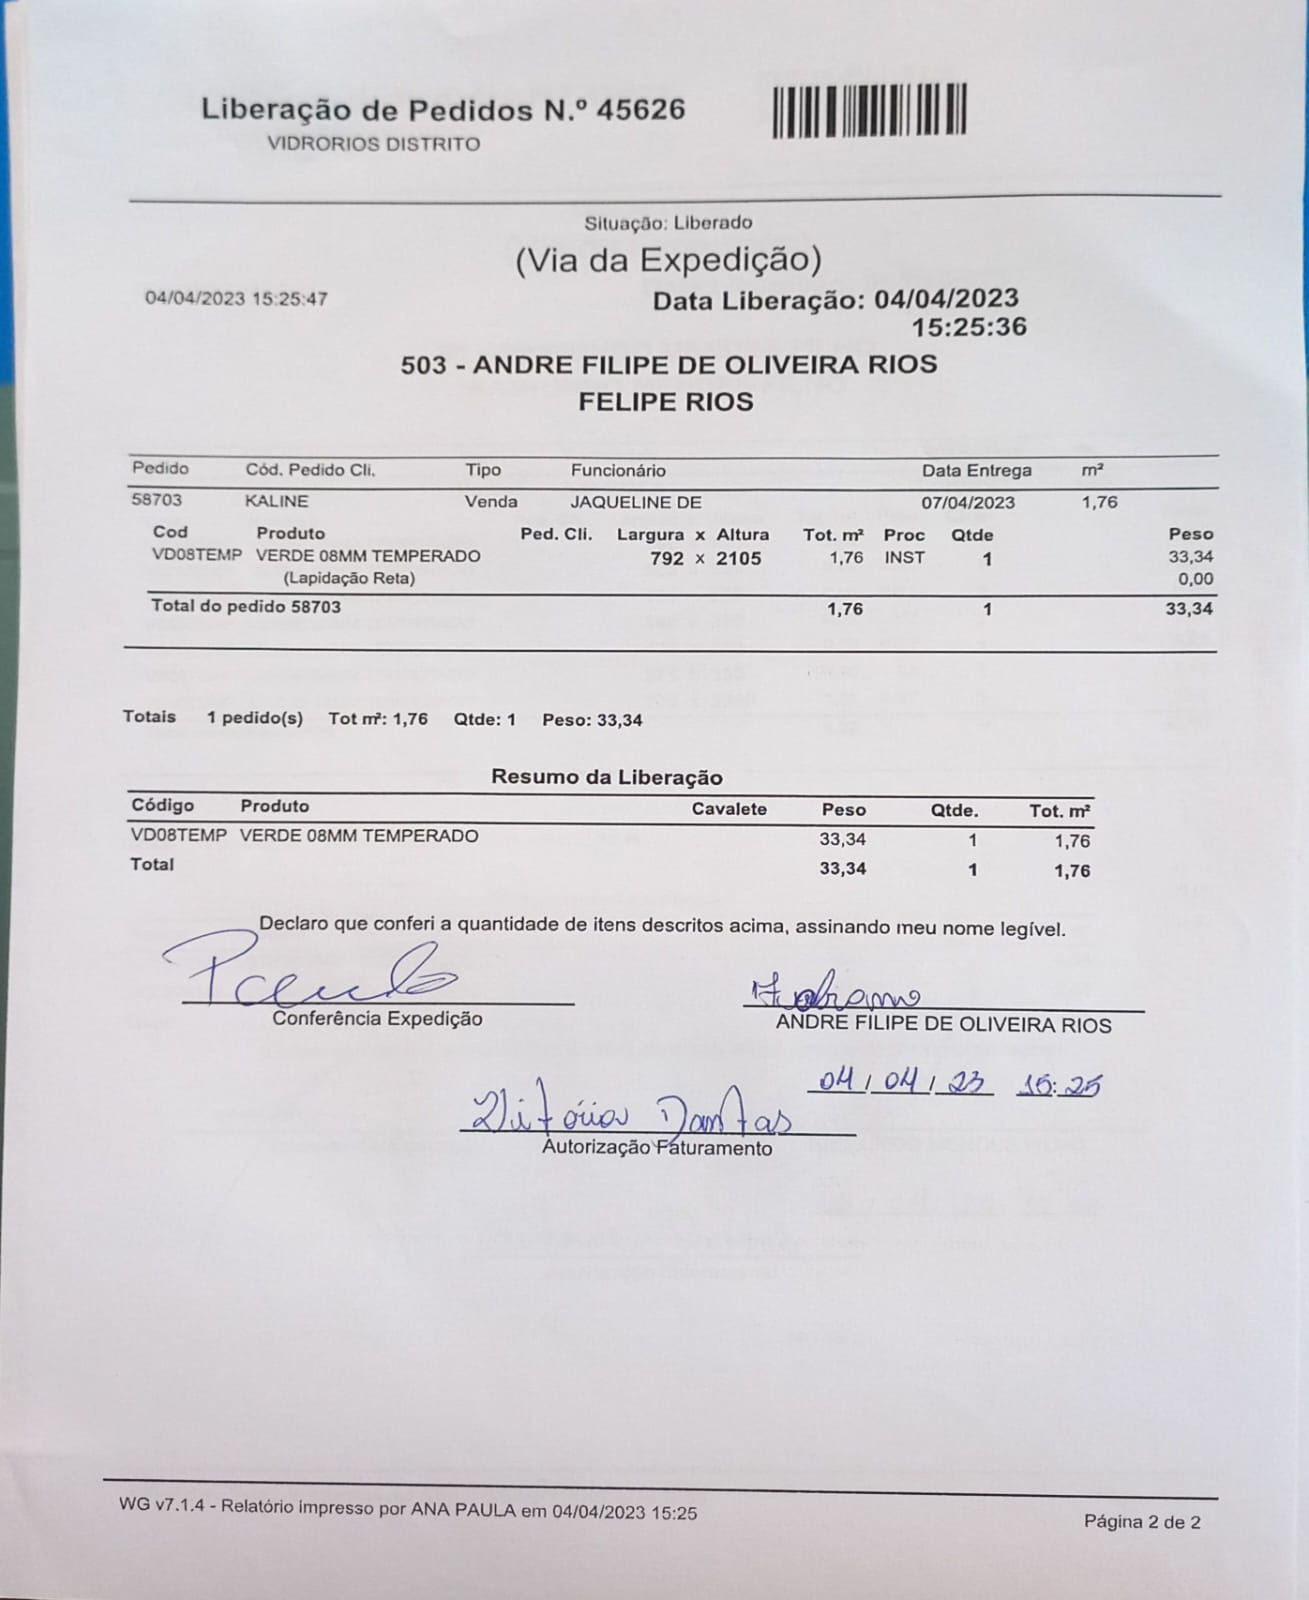 Liberação de Pedidos N.º 45626
VIDRORIOS DISTRITO
Situação: Liberado
(Via da Expedição)
04/04/2023 15:25:47
Data Liberação: 04/04/2023
15:25:36
503 - ANDRE FILIPE DE OLIVEIRA RIOS
FELIPE RIOS
Pedido Cód. Pedido Cli. Tipo Funcionário Data Entrega m²
58703 KALINE Venda JAQUELINE DE 07/04/2023 1,76
Cod Produto Ped. Cli. Largura x Altura Tot. m² Proc Qtde Peso
VD08TEMP VERDE 08MM TEMPERADO 792 x 2105 1,76 INST 1 33,34
(Lapidação Reta) 0,00
Total do pedido 58703 1,76 1 33,34
Totais 1 pedido(s) Tot m²: 1,76 Qtde: 1 Peso: 33,34
Resumo da Liberação
Código Produto Cavalete Peso Qtde. Tot. m²
VD08TEMP VERDE 08MM TEMPERADO 33,34 1 1,76
Total 33,34 1 1,76
Declaro que conferi a quantidade de itens descritos acima, assinando meu nome legível.
Conferência Expedição
ANDRE FILIPE DE OLIVEIRA RIOS
04/04/23 15:25
Vitória Dantas
Autorização Faturamento
WG v7.1.4 - Relatório impresso por ANA PAULA em 04/04/2023 15:25
Página 2 de 2